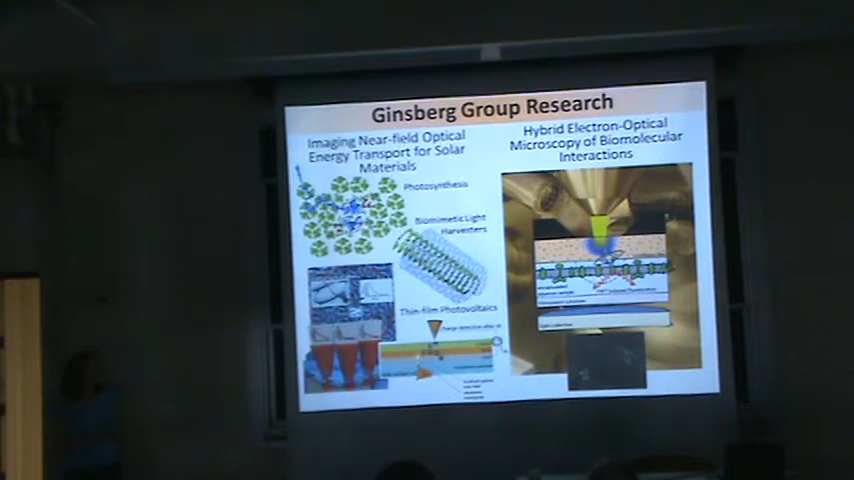 Ginsberg Group Research
Imaging Near-field Optical
Energy Transport for Solar
Materials
Hybrid Electron-Optical
Microscopy of Biomolecular
Interactions
Photosynthesis
Biomimetic Light
Harvesters
Thin-film Photovoltaics